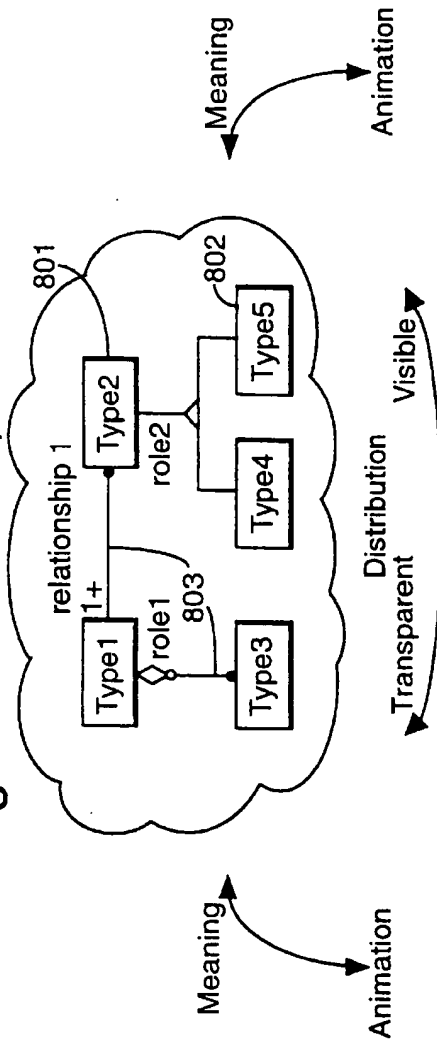 relationship 1
801
1+
Type1
Type2
role1
role2
803
802
Type3
Type4
Type5
Meaning
Animation
Distribution
Transparent
Visible
Meaning
Animation